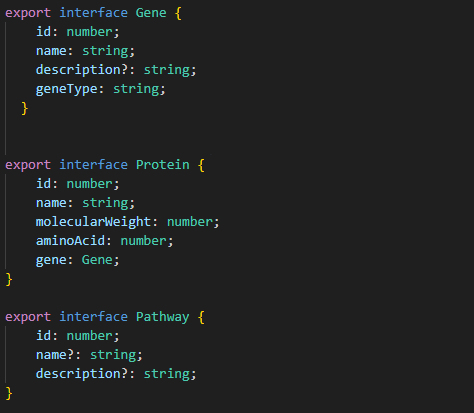 export interface Gene {
id: number;
name: string;
description?: string;
geneType: string;
}
export interface Protein {
id: number;
name: string;
molecularWeight: number;
aminoAcid: number;
gene: Gene;
}
export interface Pathway {
id: number;
name?: string;
description?: string;
}